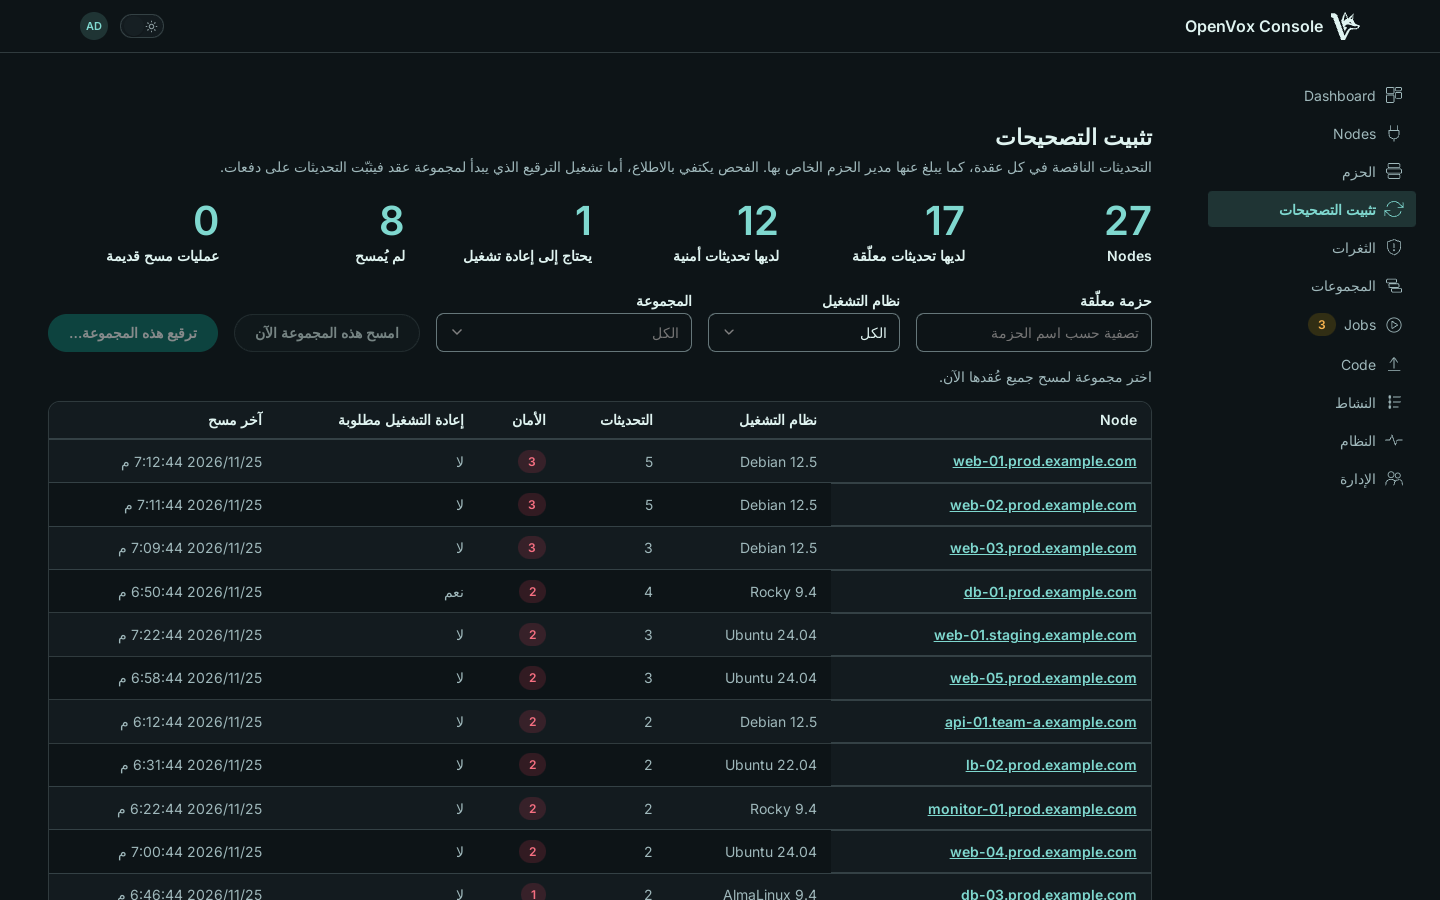 OpenVox Console
AD
Dashboard
Nodes
الحزم
تثبيت التصحيحات
الثغرات
المجموعات
Jobs 3
Code
النشاط
النظام
الإدارة
تثبيت التصحيحات
التحديثات الناقصة في كل عقدة، كما يبلغ عنها مدير الحزم الخاص بها. الفحص يكتفي بالاطلاع، أما تشغيل الترقيع الذي يبدأ لمجموعة عقد فيثبّت التحديثات على دفعات.
27 17 12 1 8 0
Nodes لديها تحديثات معلّقة لديها تحديثات أمنية يحتاج إلى إعادة تشغيل لم يُمسح عمليات مسح قديمة
حزمة معلّقة نظام التشغيل المجموعة
تصفية حسب اسم الحزمة الكل الكل امسح هذه المجموعة الآن ترقيع هذه المجموعة...
اختر مجموعة لمسح جميع عُقدها الآن.
Node نظام التشغيل التحديثات الأمان إعادة التشغيل مطلوبة آخر مسح
web-01.prod.example.com Debian 12.5 5 3 لا 2026/11/25 7:12:44 م
web-02.prod.example.com Debian 12.5 5 3 لا 2026/11/25 7:11:44 م
web-03.prod.example.com Debian 12.5 3 3 لا 2026/11/25 7:09:44 م
db-01.prod.example.com Rocky 9.4 4 2 نعم 2026/11/25 6:50:44 م
web-01.staging.example.com Ubuntu 24.04 3 2 لا 2026/11/25 7:22:44 م
web-05.prod.example.com Ubuntu 24.04 3 2 لا 2026/11/25 6:58:44 م
api-01.team-a.example.com Debian 12.5 2 2 لا 2026/11/25 6:12:44 م
lb-02.prod.example.com Ubuntu 22.04 2 2 لا 2026/11/25 6:31:44 م
monitor-01.prod.example.com Rocky 9.4 2 2 لا 2026/11/25 6:22:44 م
web-04.prod.example.com Ubuntu 24.04 2 2 لا 2026/11/25 7:00:44 م
db-03.prod.example.com AlmaLinux 9.4 2 1 لا 2026/11/25 6:46:44 م